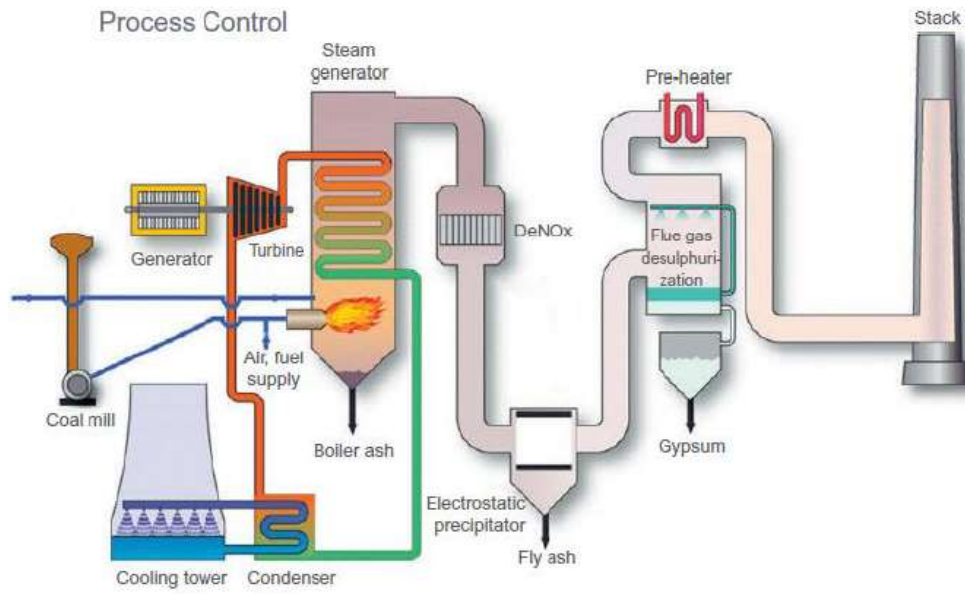 Process Control
Stack
Steam
generator
Pre-heater
DeNOx
Flue gas
desulphuri-
zation
Generator
Turbine
Air, fuel
supply
Coal mill
Boiler ash
Gypsum
Electrostatic
precipitator
Fly ash
Cooling tower
Condenser